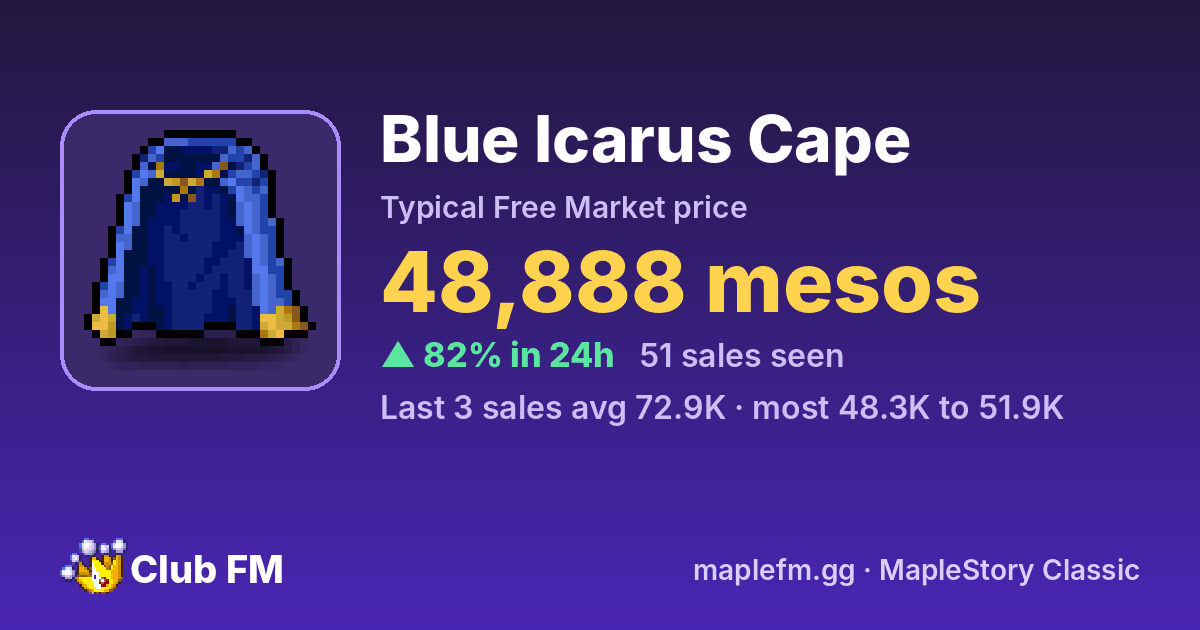 Blue Icarus Cape
Typical Free Market price
48,888 mesos
▲ 82% in 24h 51 sales seen
Last 3 sales avg 72.9K · most 48.3K to 51.9K
Club FM
maplefm.gg · MapleStory Classic